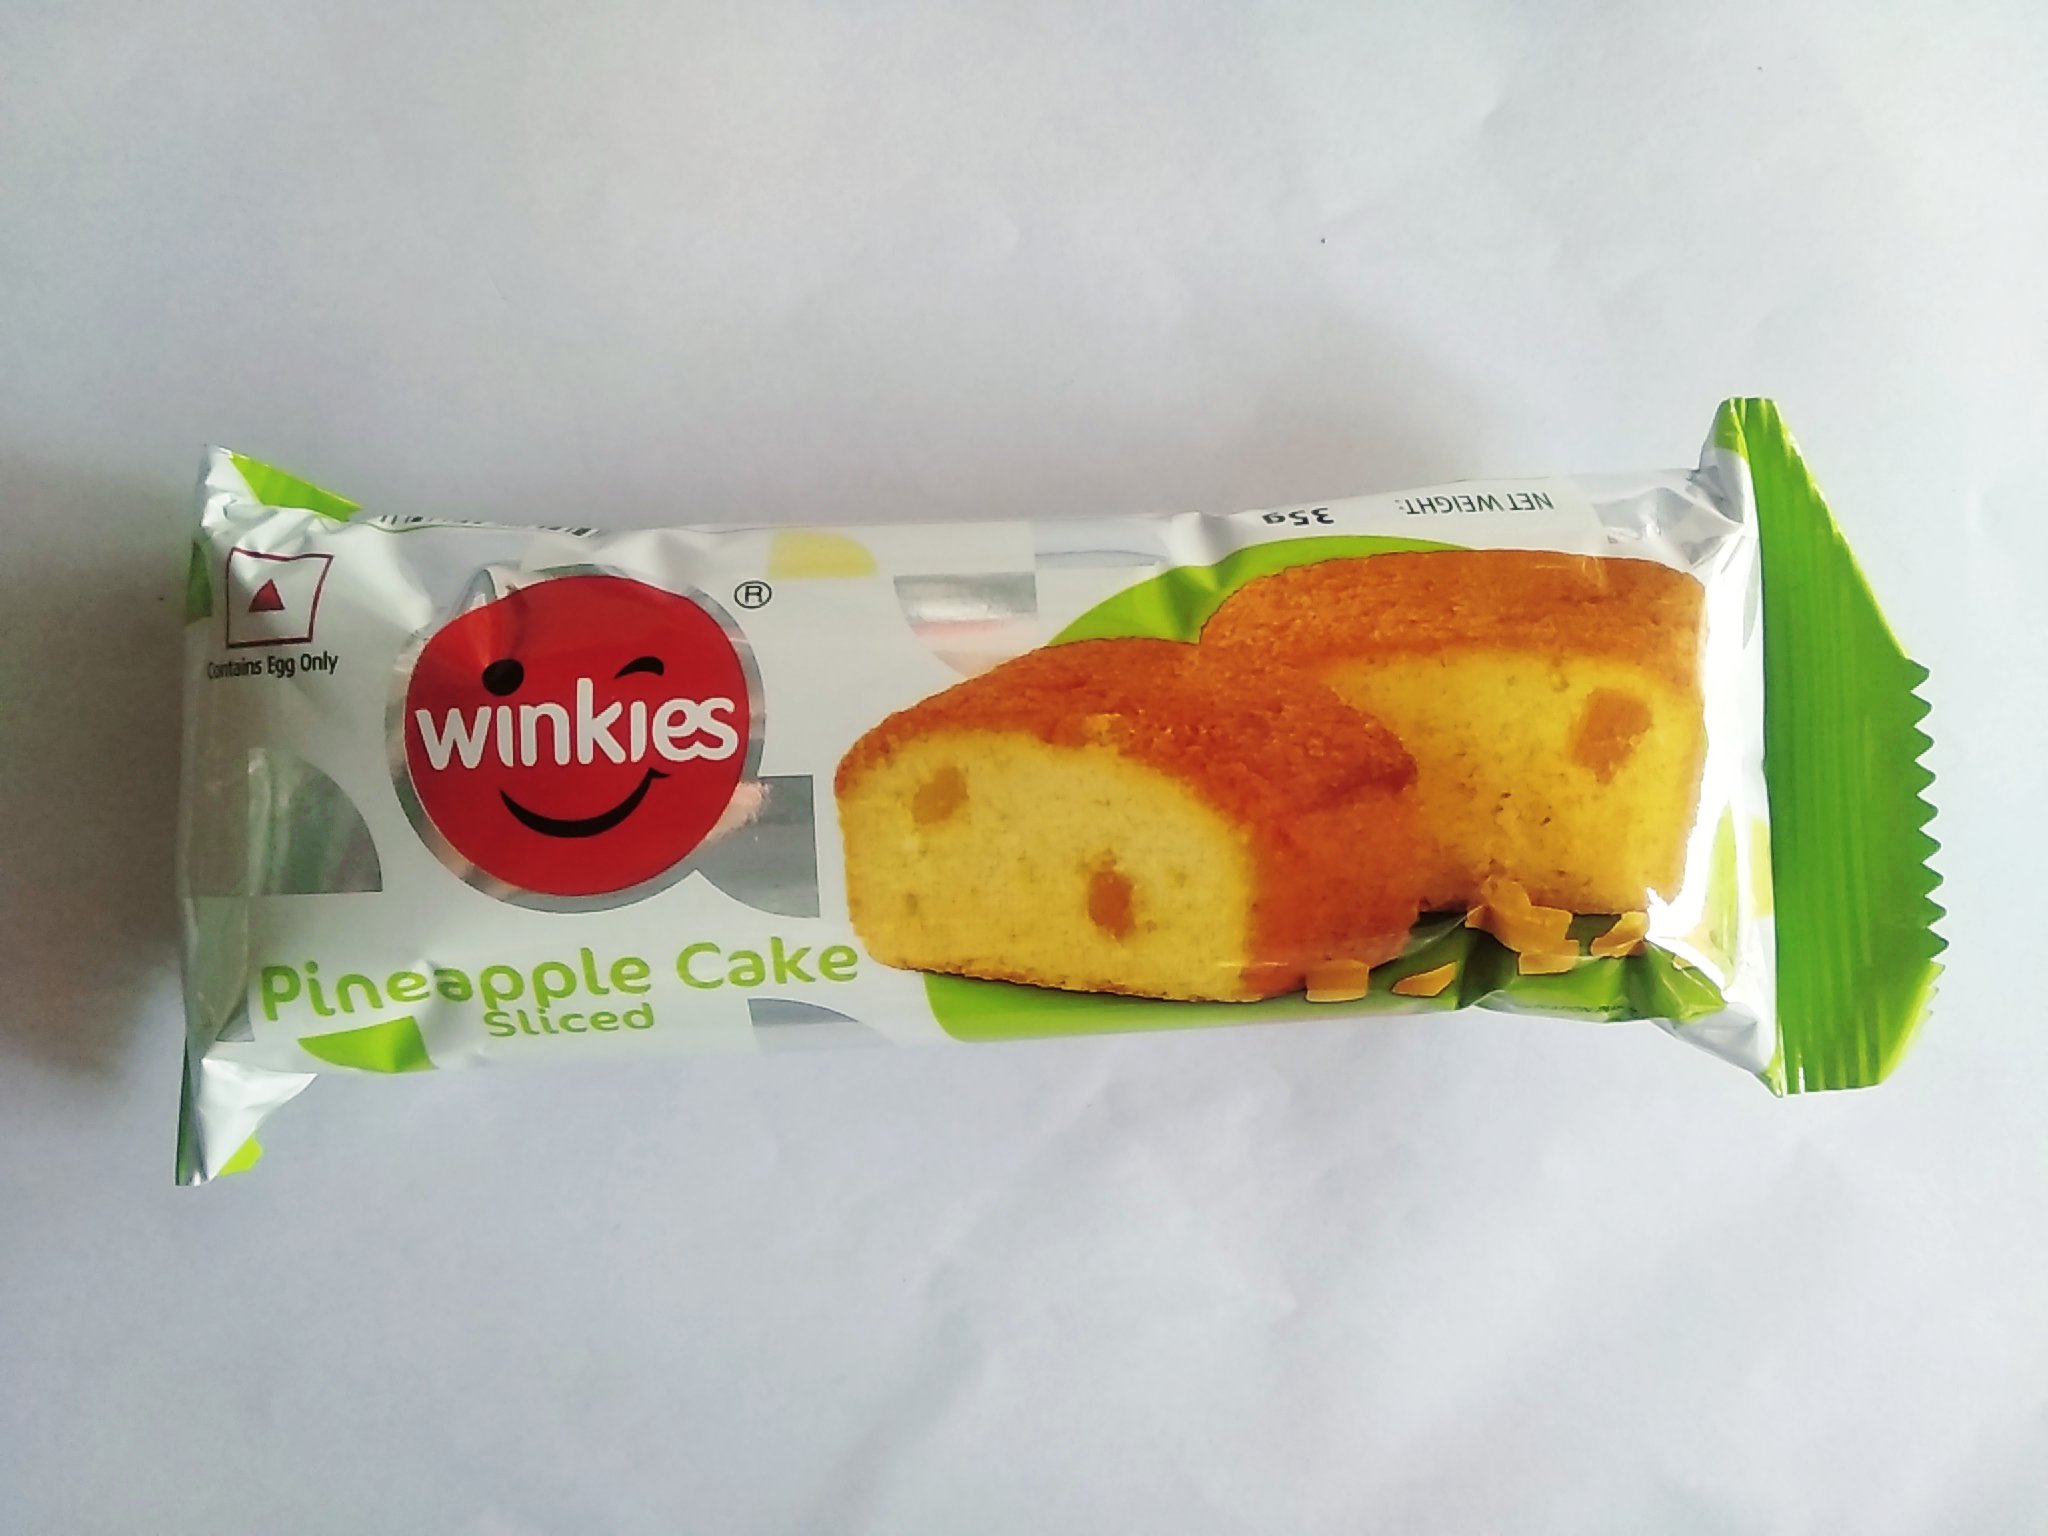 NET WEIGHT:
35g
®
Contains Egg Only
winkies
Pineapple Cake
Sliced